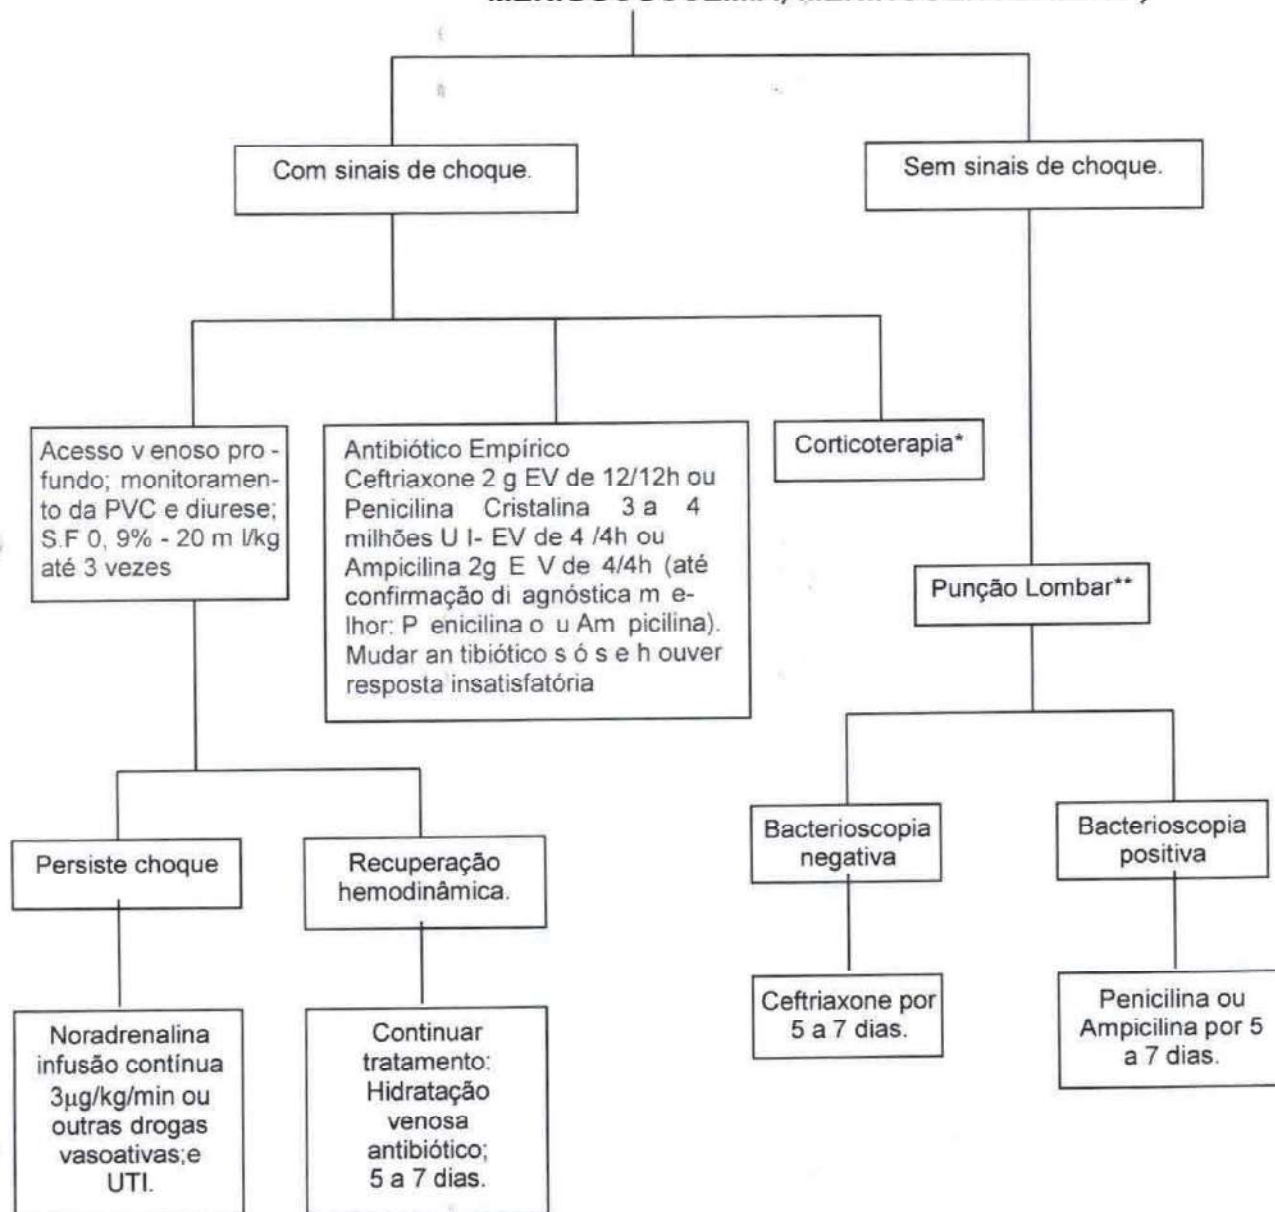 Com sinais de choque.
Sem sinais de choque.
Acesso v enoso pro -
fundo; monitoramen-
to da PVC e diurese;
S.F 0, 9% - 20 m l/kg
até 3 vezes
Antibiótico Empírico
Ceftriaxone 2 g EV de 12/12h ou
Penicilina Cristalina 3 a 4
milhões U I- EV de 4 /4h ou
Ampicilina 2g E V de 4/4h (até
confirmação di agnóstica m e-
lhor: P enicilina o u Am picilina).
Mudar an tibiótico s ó s e h ouver
resposta insatisfatória
Corticoterapia*
Punção Lombar**
Persiste choque
Recuperação
hemodinâmica.
Bacterioscopia
negativa
Bacterioscopia
positiva
Noradrenalina
infusão contínua
3µg/kg/min ou
outras drogas
vasoativas;e
UTI.
Continuar
tratamento:
Hidratação
venosa
antibiótico;
5 a 7 dias.
Ceftriaxone por
5 a 7 dias.
Penicilina ou
Ampicilina por 5
a 7 dias.